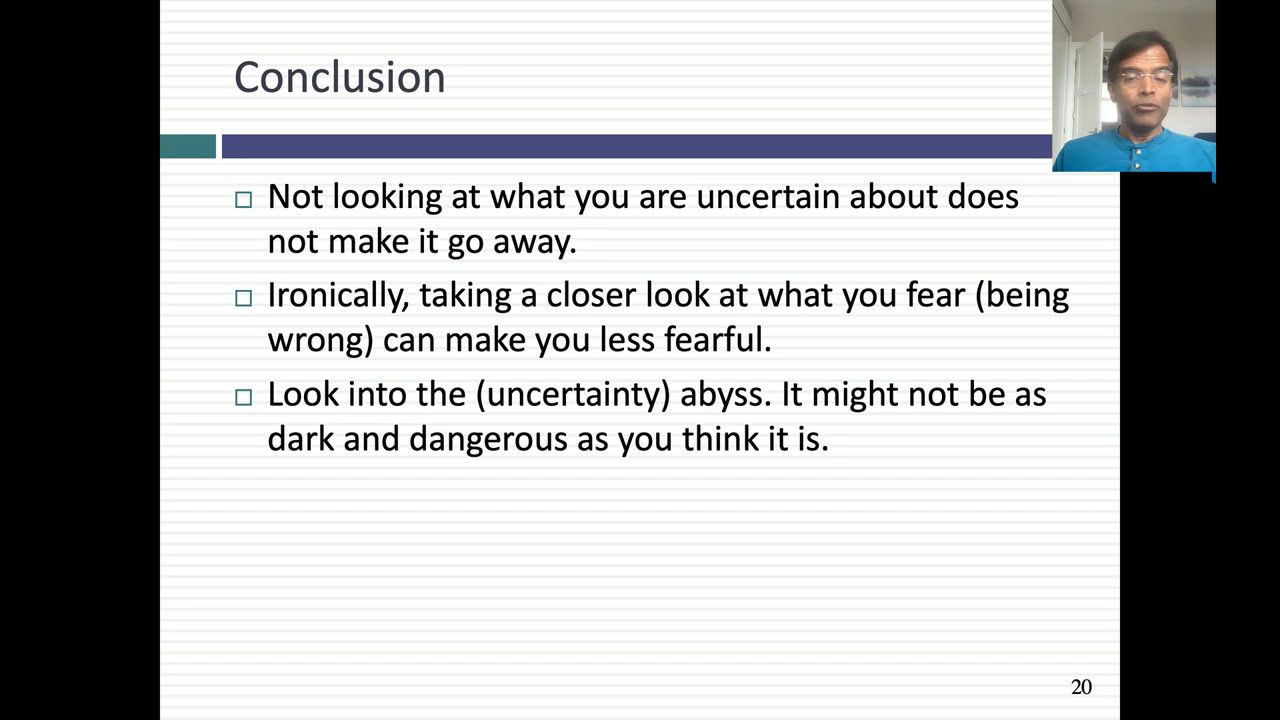 Conclusion
Not looking at what you are uncertain about does
not make it go away.
Ironically, taking a closer look at what you fear (being
wrong) can make you less fearful.
Look into the (uncertainty) abyss. It might not be as
dark and dangerous as you think it is.
20